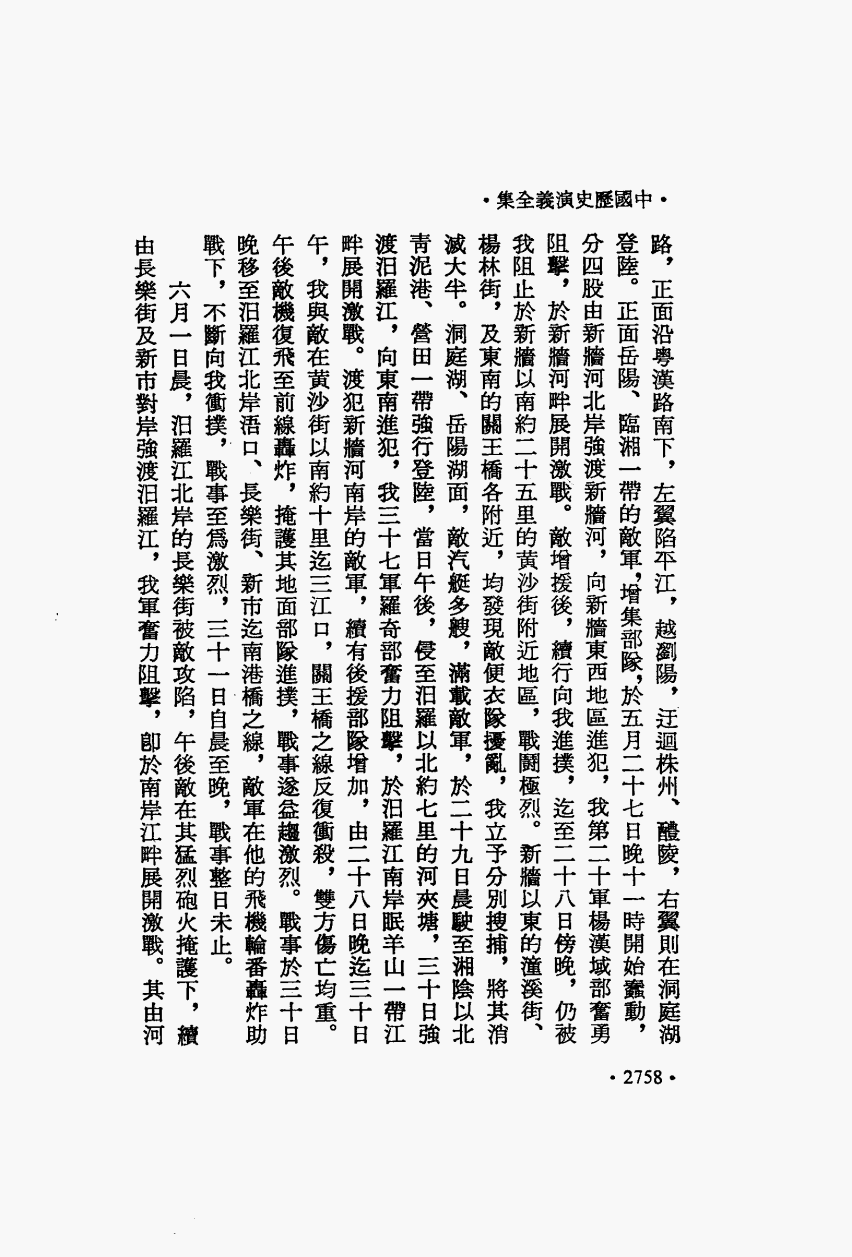 •中國歷史演義全集•
路，正面沿粵漢路南下，左翼陷平江，越瀏陽，迂迴株州、醴陵，右翼則在洞庭湖
登陸。正面岳陽、臨湘一帶的敵軍，增集部隊，於五月二十七日晚十一時開始蠢動，
分四股由新牆河北岸強渡新牆河，向新牆東西地區進犯，我第二十軍楊漢域部奮勇
阻擊，於新牆河畔展開激戰。敵增援後，續行向我進撲，迄至二十八日傍晚，仍被
我阻止於新牆以南約二十五里的黃沙街附近地區，戰鬪極烈。新牆以東的潼溪街、
楊林街，及東南的關王橋各附近，均發現敵便衣隊擾亂，我立予分別搜捕，將其消
滅大半。洞庭湖、岳陽湖面，敵汽艇多艘，滿載敵軍，於二十九日晨駛至湘陰以北
青泥港、營田一帶強行登陸，當日午後，侵至汨羅以北約七里的河夾塘，三十日強
渡汨羅江，向東南進犯，我三十七軍羅奇部奮力阻擊，於汨羅江南岸眠羊山一帶江
畔展開激戰。渡犯新牆河南岸的敵軍，續有後援部隊增加，由二十八日晚迄三十日
午，我與敵在黃沙街以南約十里迄三江口，關王橋之線反復衝殺，雙方傷亡均重。
午後敵機復飛至前線轟炸，掩護其地面部隊進撲，戰事遂益趨激烈。戰事於三十日
晚移至汨羅江北岸浯口、長樂街、新市迄南港橋之線，敵軍在他的飛機輪番轟炸助
戰下，不斷向我衝撲，戰事至爲激烈，三十一日自晨至晚，戰事整日未止。
六月一日晨，汨羅江北岸的長樂街被敵攻陷，午後敵在其猛烈砲火掩護下，續
由長樂街及新市對岸強渡汨羅江，我軍奮力阻擊，卽於南岸江畔展開激戰。其由河
•2758•